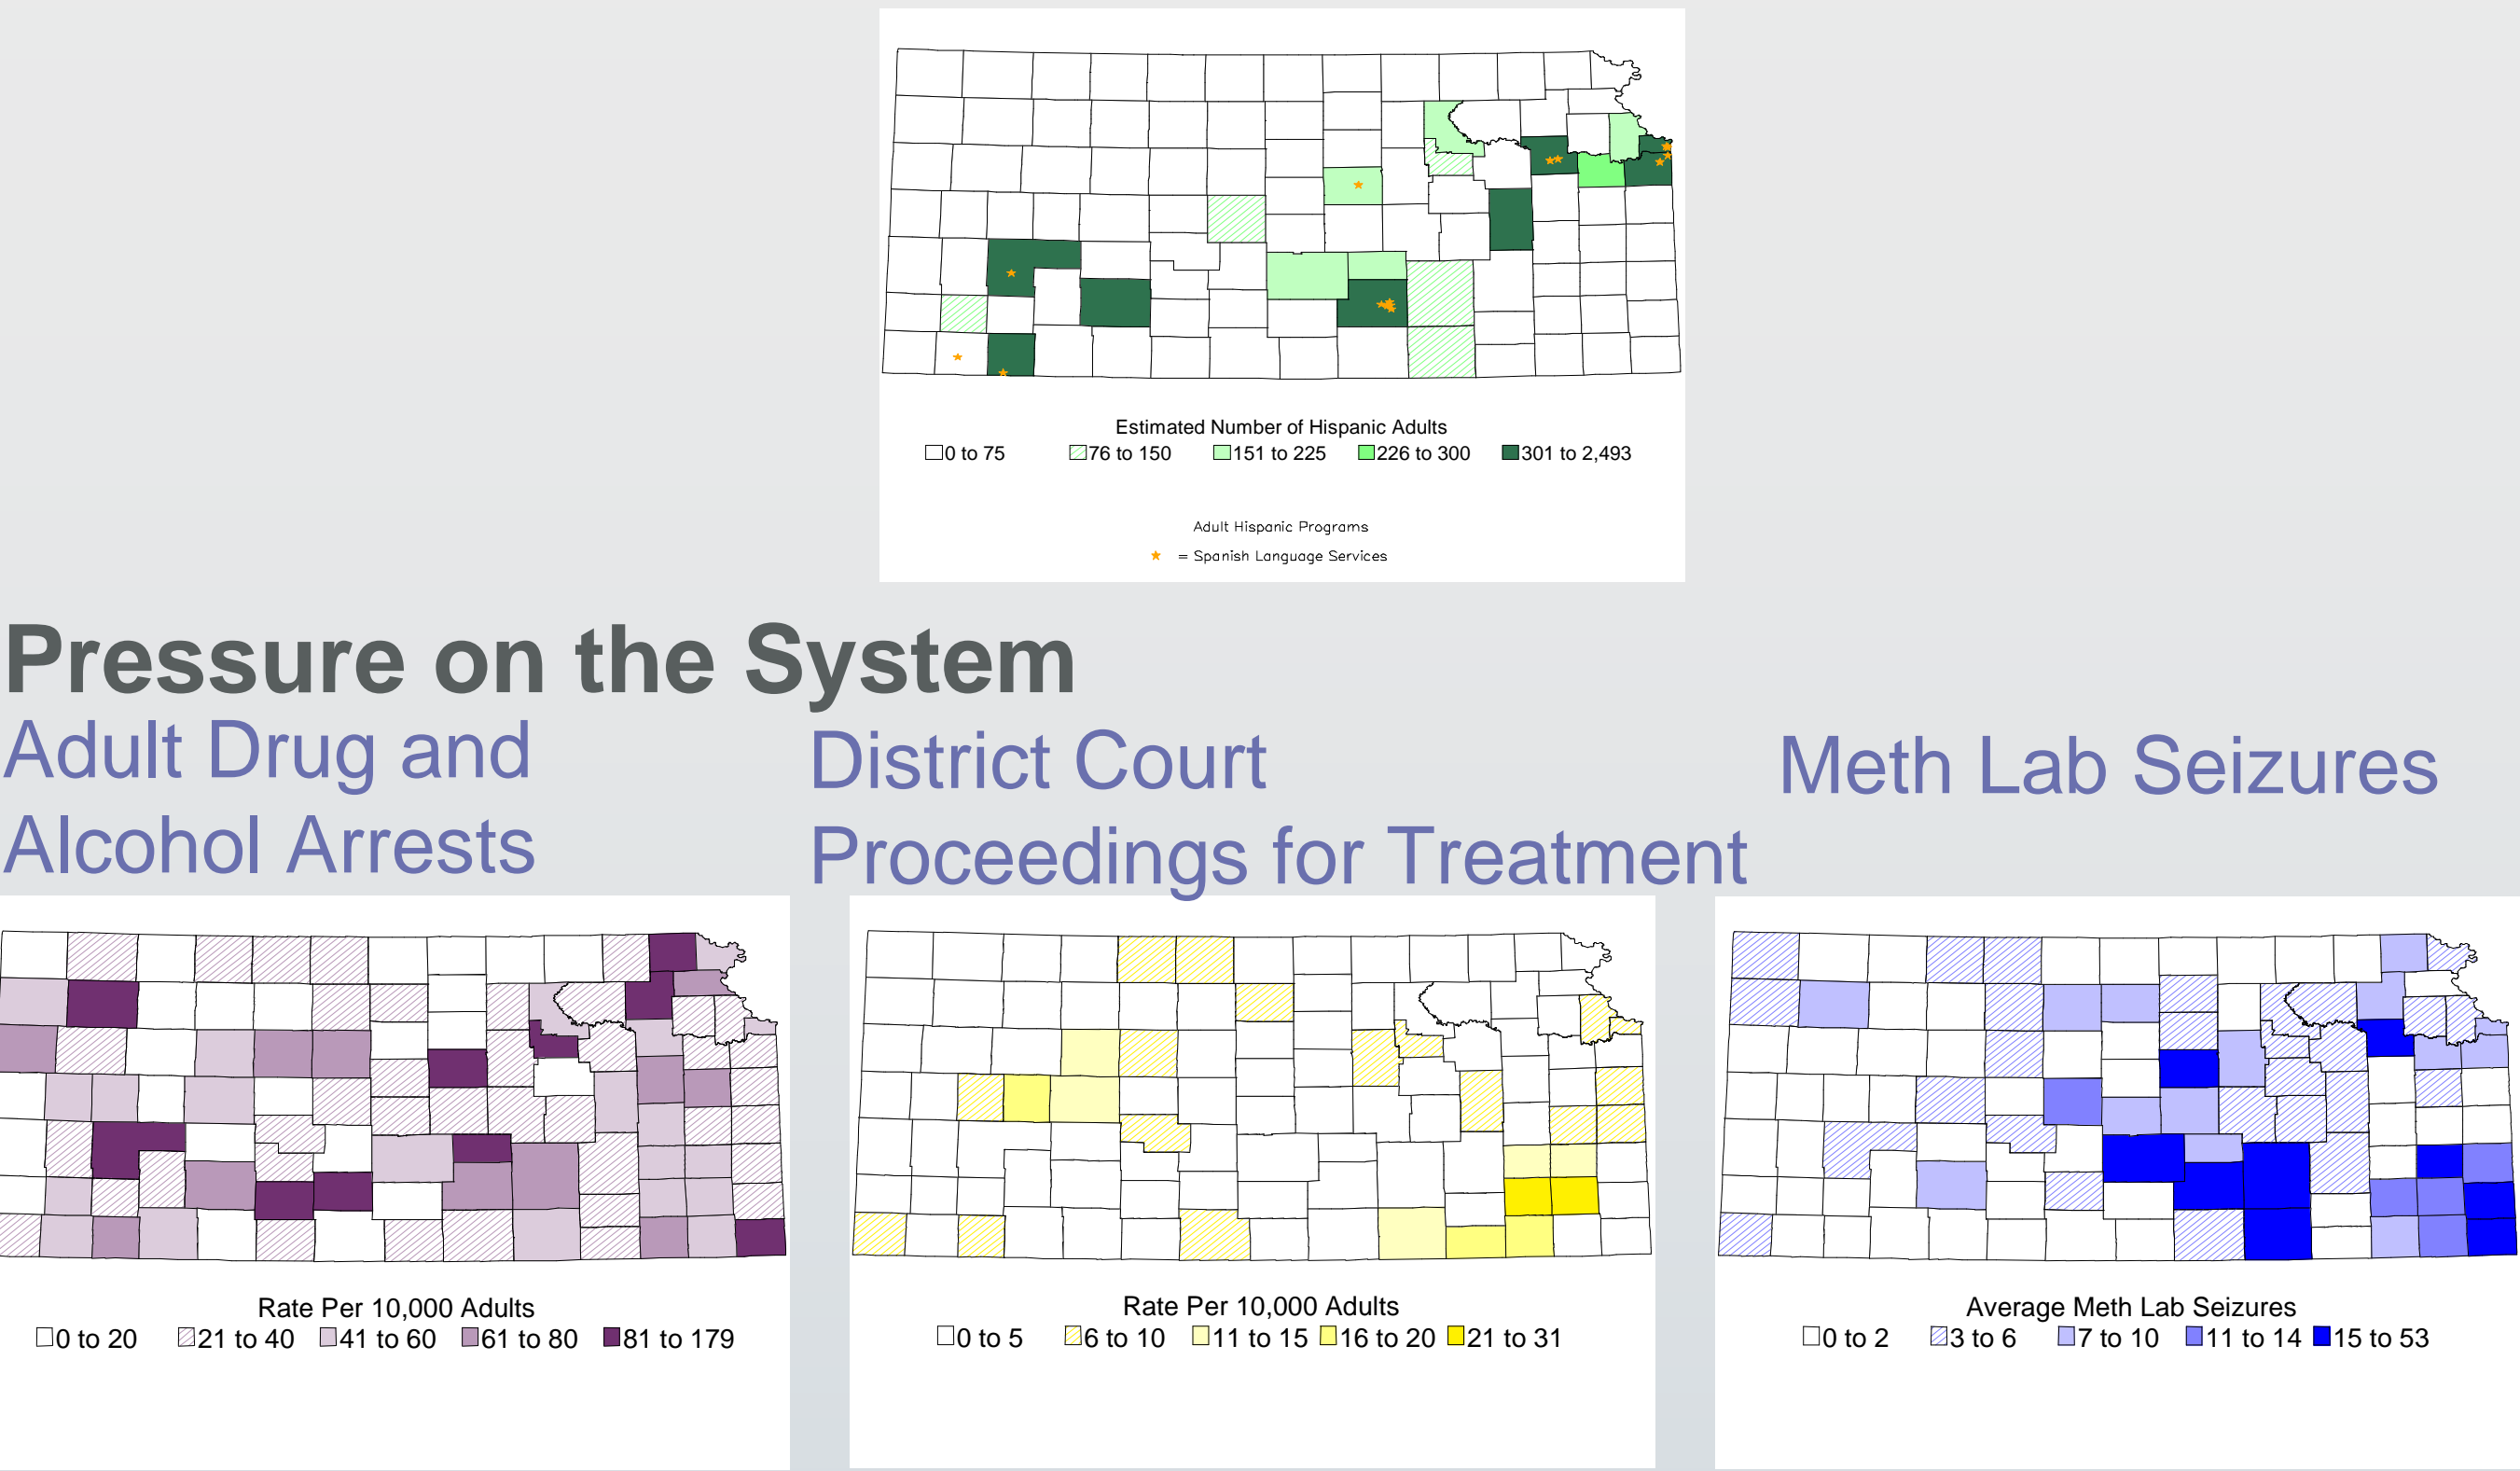 Estimated Number of Hispanic Adults
0 to 75 76 to 150 151 to 225 226 to 300 301 to 2,493
Adult Hispanic Programs
= Spanish Language Services
Pressure on the System
Adult Drug and
Alcohol Arrests
District Court
Proceedings for Treatment
Meth Lab Seizures
Rate Per 10,000 Adults
0 to 20 21 to 40 41 to 60 61 to 80 81 to 179
Rate Per 10,000 Adults
0 to 5 6 to 10 11 to 15 16 to 20 21 to 31
Average Meth Lab Seizures
0 to 2 3 to 6 7 to 10 11 to 14 15 to 53